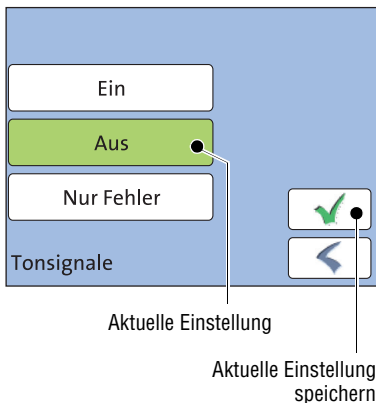 Ein
Aus
Nur Fehler
Tonsignale
Aktuelle Einstellung
Aktuelle Einstellung
speichern